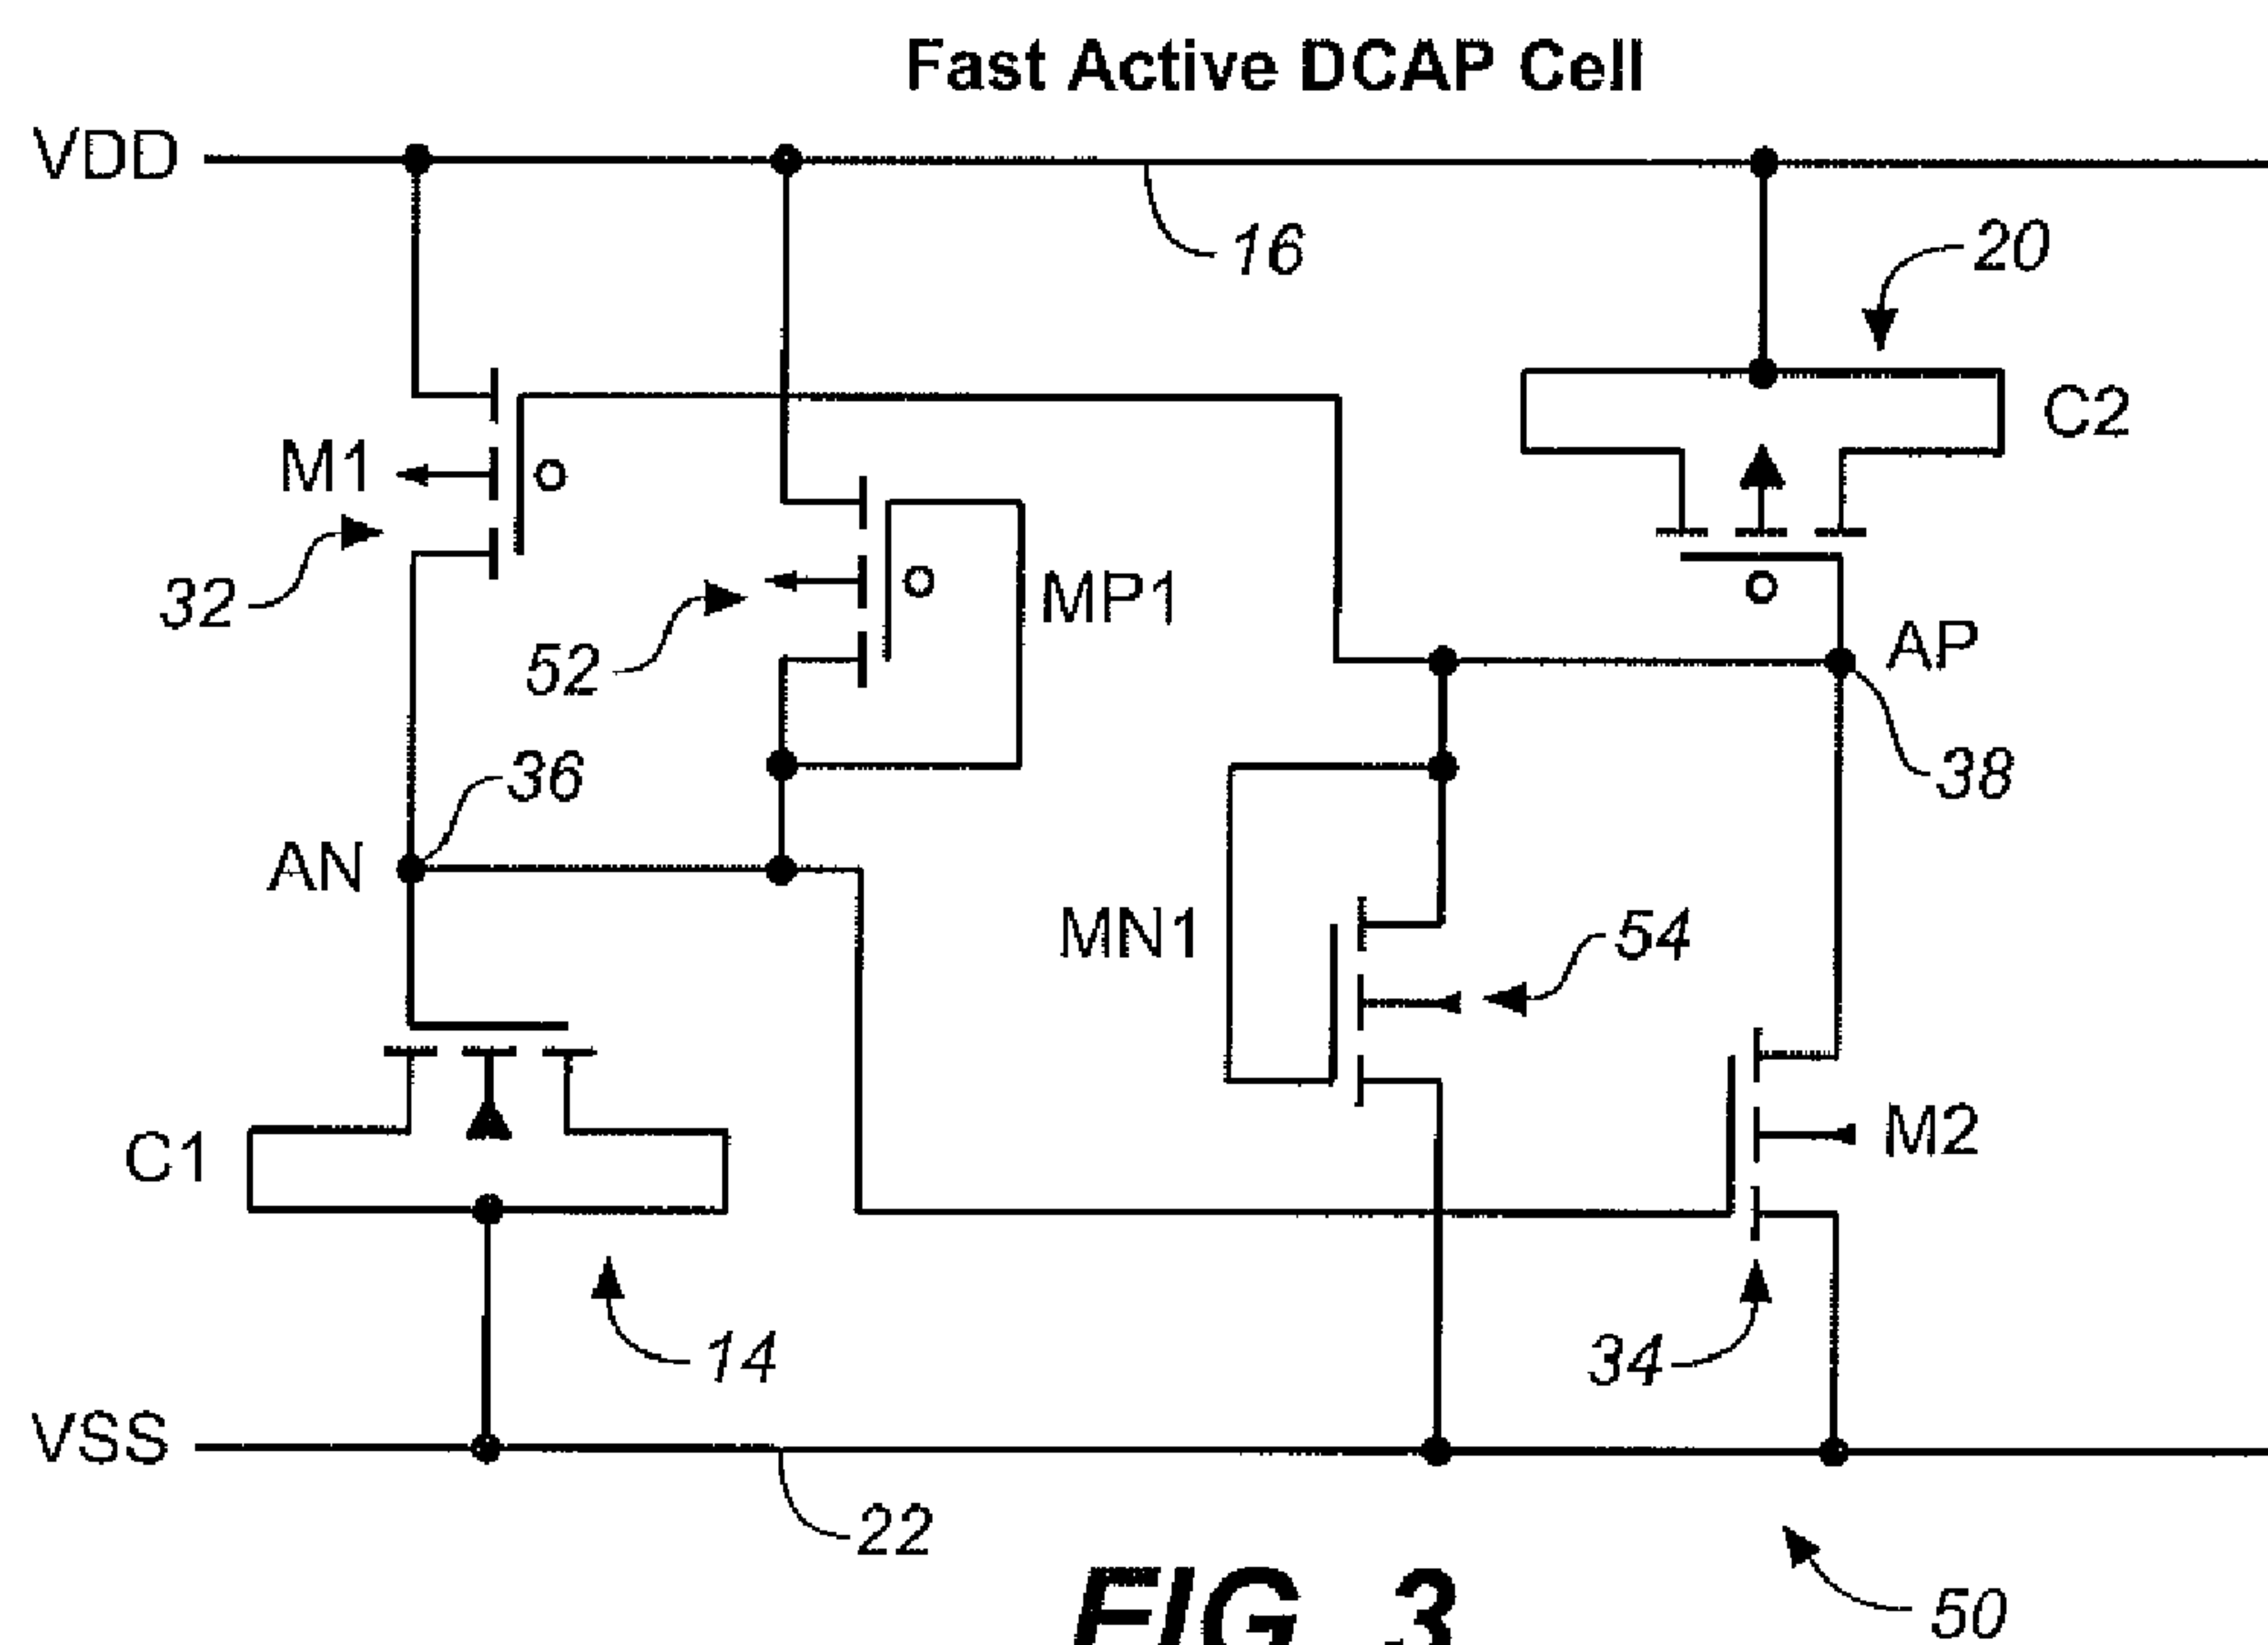 Fast Active DCAP Cell
VDD
16
20
C2
M1
32
52
MP1
AP
38
36
AN
MN1
54
C1
M2
14
34
VSS
22
50
FIG. 3